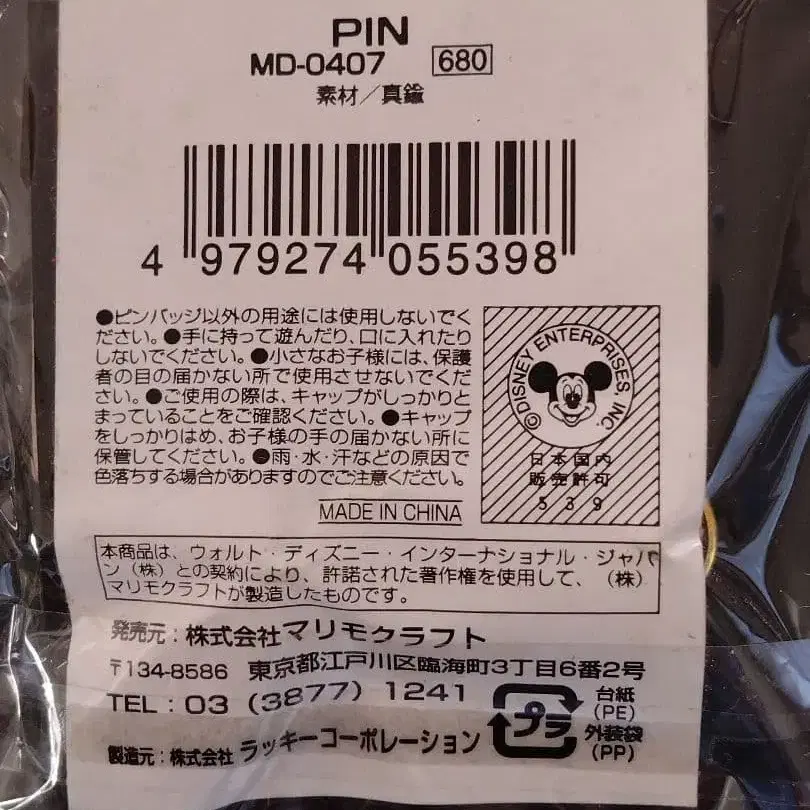 PIN
MD-0407 680
素材/真鍮
4 979274 055398
●ピンバッジ以外の用途には使用しないでく
ださい。●手に持って遊んだり、口に入れたり
しないでください。●小さなお子様には、保護
者の目の届かない所で使用させないでくだ
さい。●ご使用の際は、キャップがしっかりと
まっていることをご確認ください。●キャップ
をしっかりはめ、お子様の手の届かない所に
保管してください。●雨・水・汗などの原因で
色落ちする場合がありますのでご注意ください。
©DISNEY ENTERPRISES, INC.
日本国内
販売許可
539
MADE IN CHINA
本商品は、ウォルト・ディズニー・インターナショナル・ジャパ
ン(株)との契約により、許諾された著作権を使用して、(株)
マリモクラフトが製造したものです。
発売元:株式会社マリモクラフト
〒134-8586 東京都江戸川区臨海町3丁目6番2号
TEL:03(3877)1241
製造元:株式会社ラッキーコーポレーション
プラ
台紙
(PE)
外装袋
(PP)